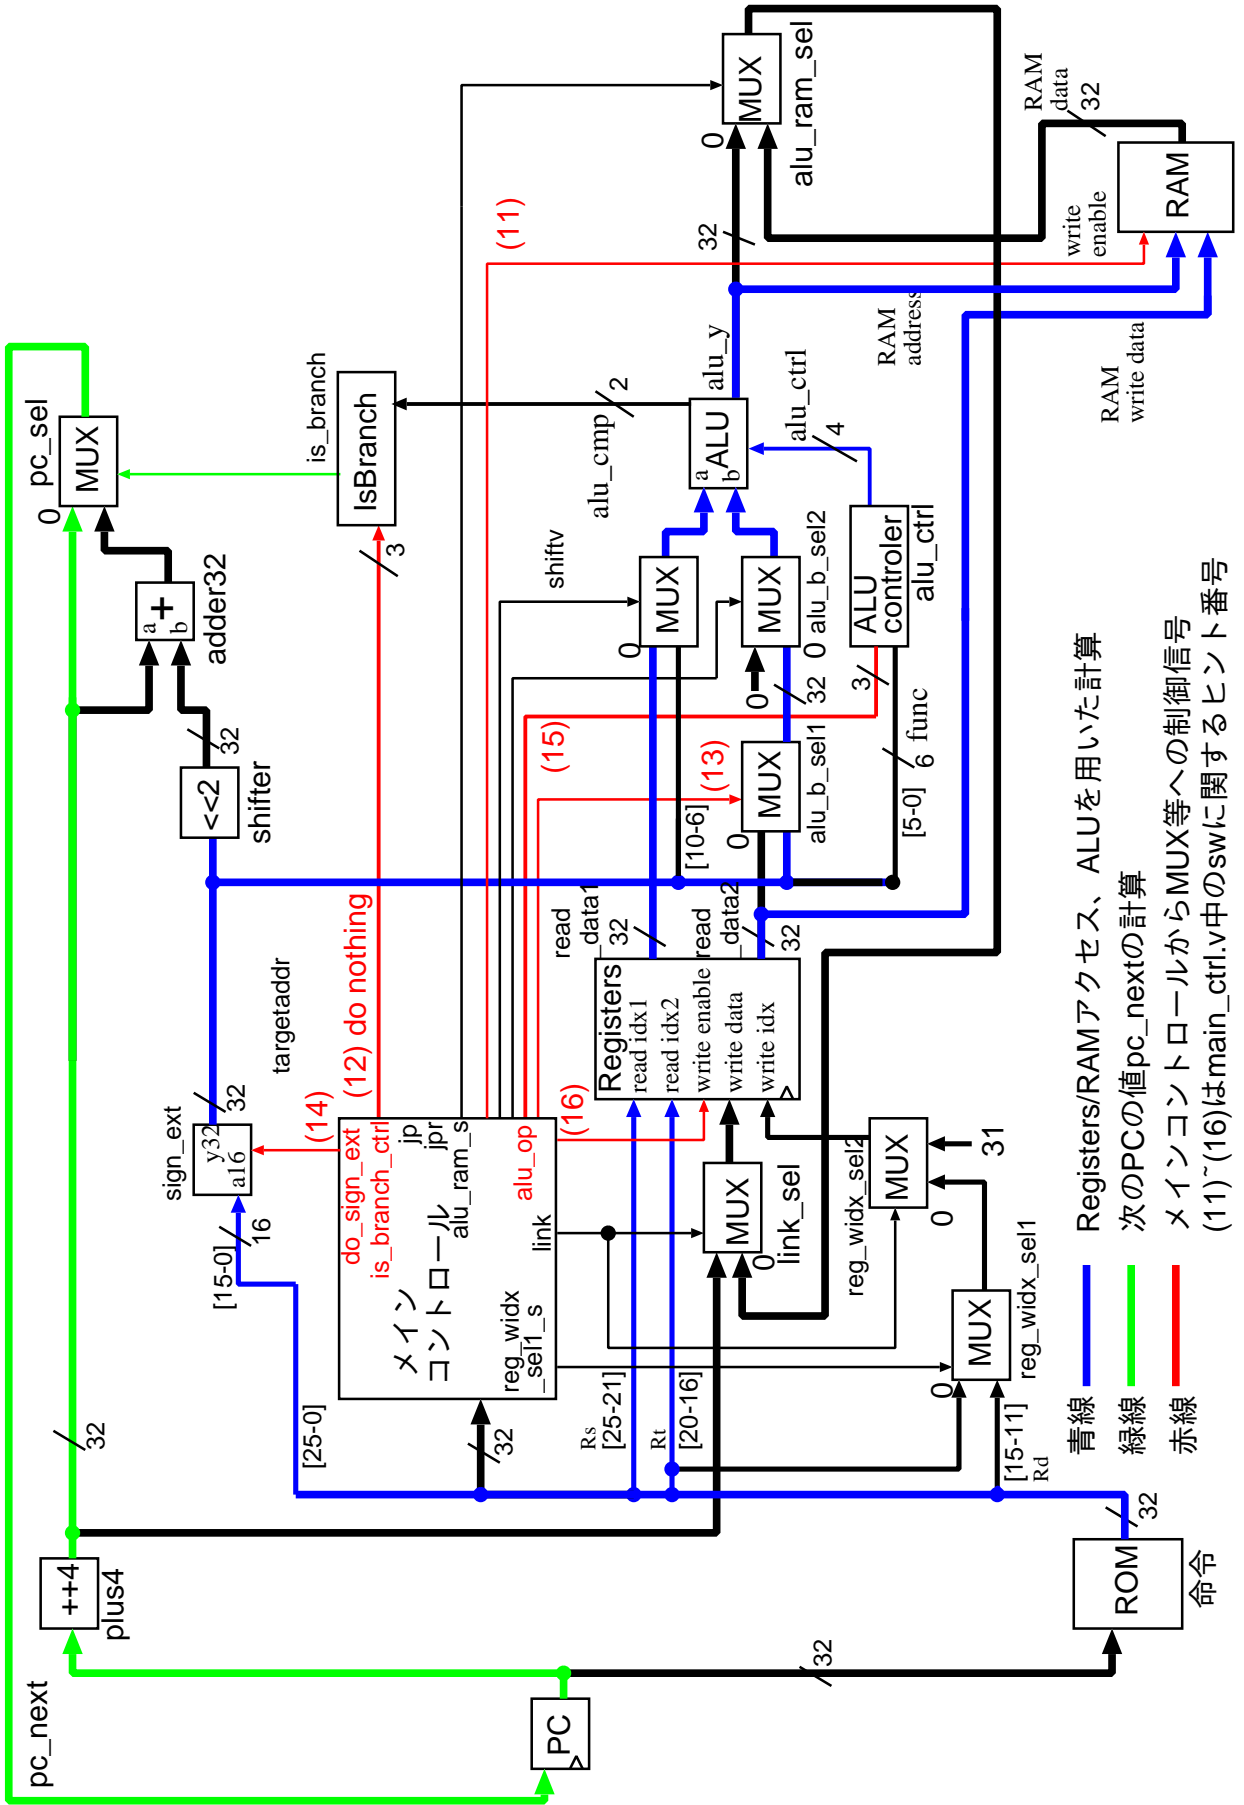 pc_next
++4
plus4
PC
32
ROM
命令
32
32
[25-0]
[15-0]
16
sign_ext
y32
a16
32
targetaddr
(14)
(12) do nothing
メイン
コントロール
do_sign_ext
is_branch_ctrl
jp
jpr
alu_ram_s
alu_op
link
reg_widx
_sel1_s
32
Rs
[25-21]
Rt
[20-16]
[15-11]
Rd
(16)
Registers
read idx1
read idx2
write enable
write data
write idx
MUX
0
link_sel
MUX
0
31
reg_widx_sel2
MUX
0
reg_widx_sel1
read
_data1
32
read
_data2
32
<<2
shifter
32
a
b
+
adder32
0
MUX
pc_sel
IsBranch
is_branch
3
[10-6]
(13)
(15)
0
MUX
alu_b_sel1
32
0
MUX
shiftv
0
MUX
0
alu_b_sel2
[5-0]
6
func
3
ALU
controler
alu_ctrl
a
b
ALU
alu_cmp
2
alu_y
alu_ctrl
4
32
(11)
0
MUX
alu_ram_sel
RAM
address
RAM
write data
write
enable
RAM
RAM
data
32
青線
Registers/RAMアクセス、ALUを用いた計算
緑線
次のPCの値pc_nextの計算
赤線
メインコントロールからMUX等への制御信号
(11)~(16)はmain_ctrl.v中のswに関するヒント番号